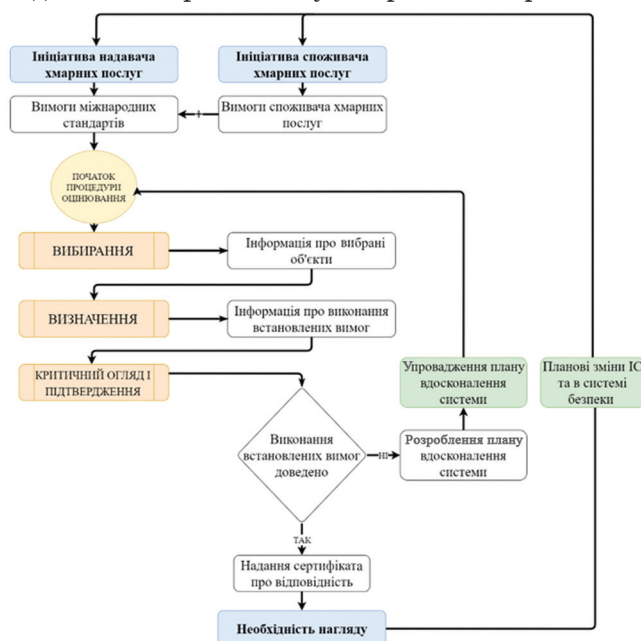 Ініціатива надавача
хмарних послуг
Ініціатива споживача
хмарних послуг
Вимоги міжнародних
стандартів
+
Вимоги споживача хмарних
послуг
ПОЧАТОК
ПРОЦЕДУРИ
ОЦІНЮВАННЯ
ВИБИРАННЯ
Інформація про вибрані
об'єкти
ВИЗНАЧЕННЯ
Інформація про виконання
встановлених вимог
КРИТИЧНИЙ ОГЛЯД І
ПІДТВЕРДЖЕННЯ
Упровадження плану
вдосконалення
системи
Планові зміни ІС
та в системі
безпеки
Виконання
встановлених вимог
доведено
НІ
Розроблення плану
вдосконалення
системи
ТАК
Надання сертифіката
про відповідність
Необхідність нагляду